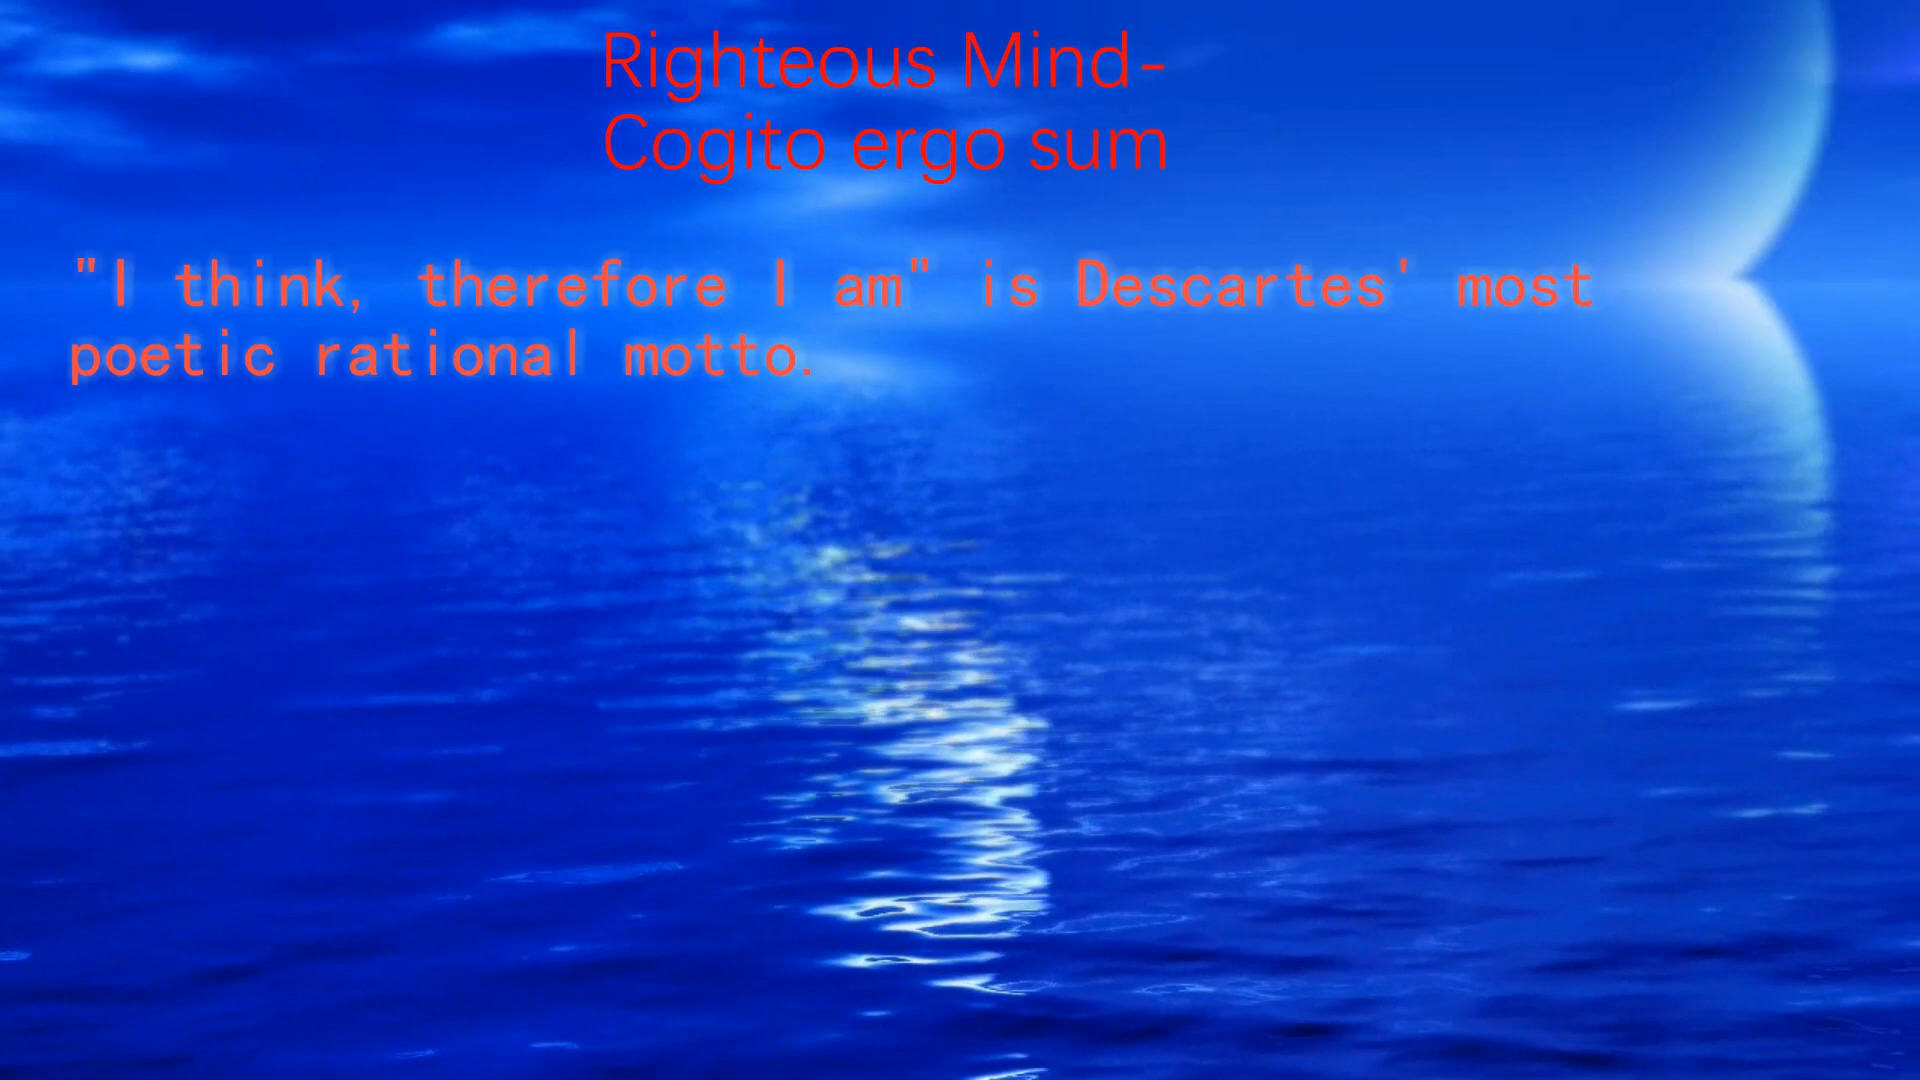 Righteous Mind-
Cogito ergo sum
"I think, therefore I am" is Descartes' most
poetic rational motto.